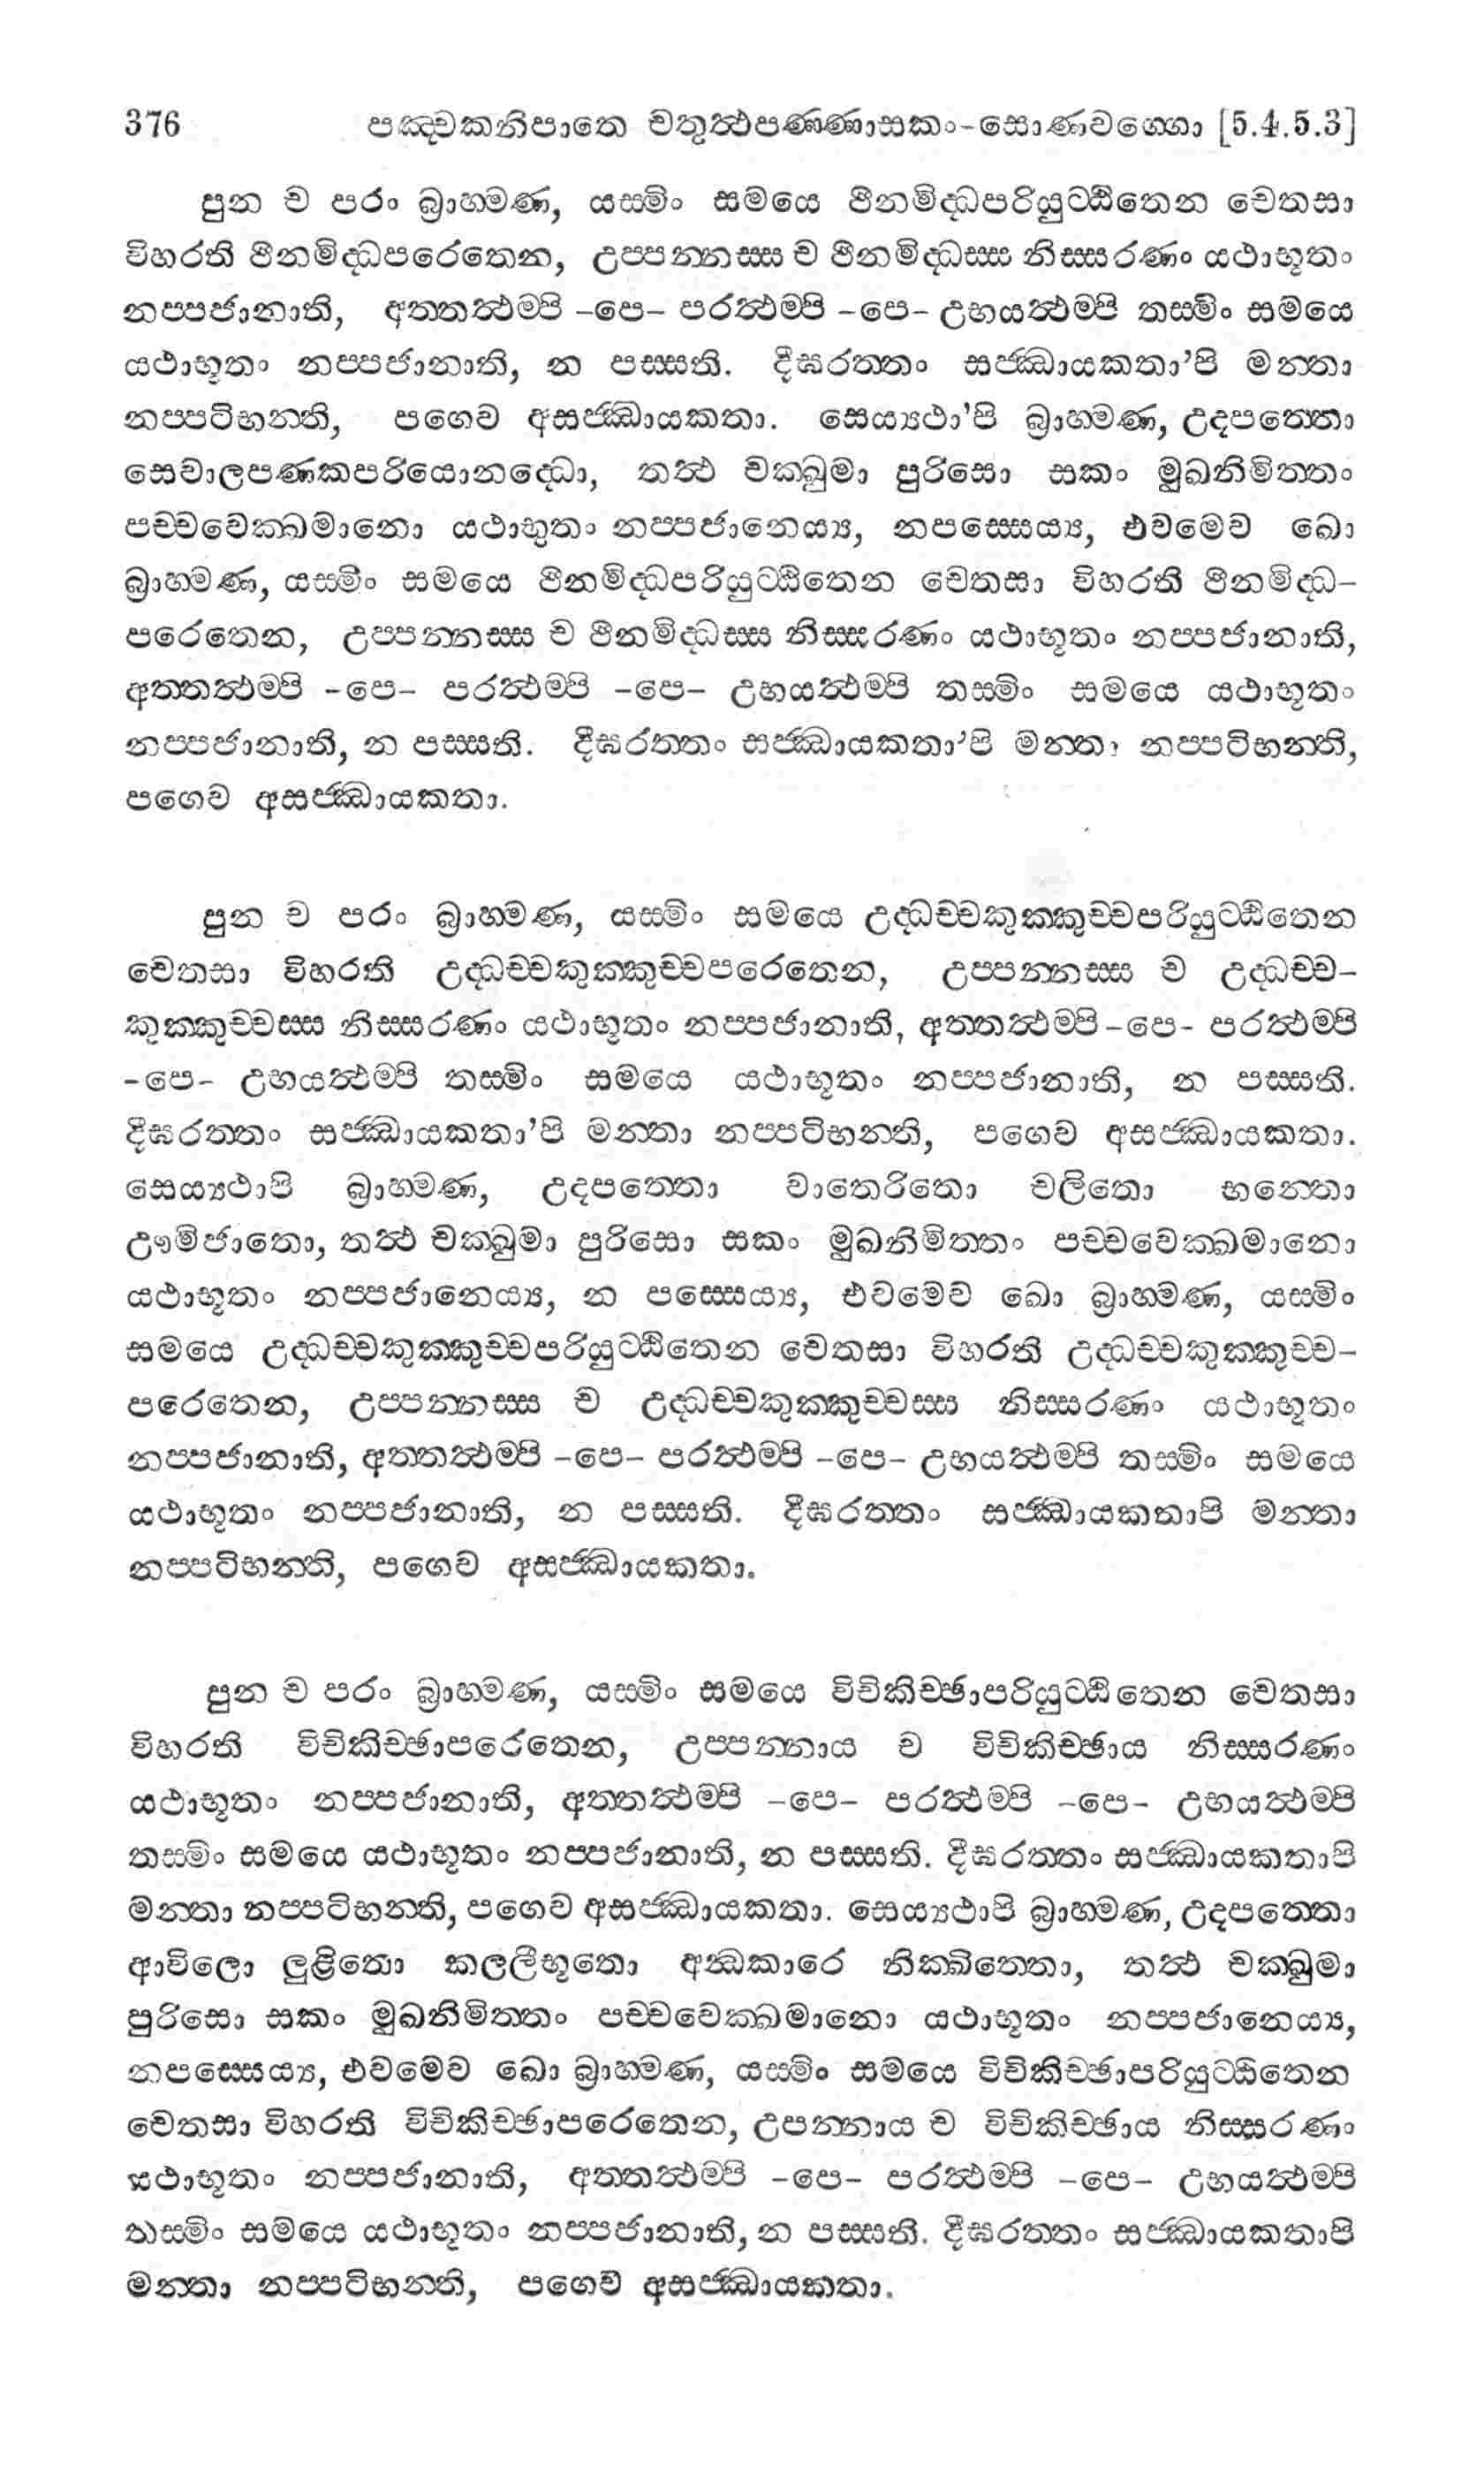 376 පඤ්චකනිපාතෙ චතුත්ථපණ්ණාසකං-සොණවග්ගො [5.4.5.3]
පුන ච පරං බ්‍රාහ්මණ, යස්මිං සමයෙ ථීනමිද්ධපරියුට්ඨිතෙන චෙතසා
විහරති ථීනමිද්ධපරෙතෙන, උප්පන්නස්ස ච ථීනමිද්ධස්ස නිස්සරණං යථාභූතං
නප්පජානාති, අත්තත්ථම්පි -පෙ- පරත්ථම්පි -පෙ- උභයත්ථම්පි තස්මිං සමයෙ
යථාභූතං නප්පජානාති, න පස්සති. දීඝරත්තං සජ්ඣායකතා’පි මන්තා
නප්පටිභන්ති, පගෙව අසජ්ඣායකතා. සෙය්‍යථා’පි බ්‍රාහ්මණ, උදපත්තො
සෙවාලපණකපරියොනද්ධො, තත්ථ චක්ඛුමා පුරිසො සකං මුඛනිමිත්තං
පච්චවෙක්ඛමානො යථාභුතං නප්පජානෙය්‍ය, නපස්සෙය්‍ය, එවමෙව ඛො
බ්‍රාහ්මණ, යස්මිං සමයෙ ථීනමිද්ධපරියුට්ඨිතෙන චෙතසා විහරති ථීනමිද්ධ-
පරෙතෙන, උප්පන්නස්ස ච ථීනමිද්ධස්ස නිස්සරණං යථාභූතං නප්පජානාති,
අත්තත්ථම්පි -පෙ- පරත්ථම්පි -පෙ- උභයත්ථම්පි තස්මිං සමයෙ යථාභූතං
නප්පජානාති, න පස්සති. දීඝරත්තං සජ්ඣායකතා’පි මන්තා නප්පටිභන්ති,
පගෙව අසජ්ඣායකතා.
පුන ච පරං බ්‍රාහ්මණ, යස්මිං සමයෙ උද්ධච්චකුක්කුච්චපරියුට්ඨිතෙන
චෙතසා විහරති උද්ධච්චකුක්කුච්චපරෙතෙන, උප්පන්නස්ස ච උද්ධච්ච-
කුක්කුච්චස්ස නිස්සරණං යථාභූතං නප්පජානාති, අත්තත්ථම්පි-පෙ- පරත්ථම්පි
-පෙ- උභයත්ථම්පි තස්මිං සමයෙ යථාභූතං නප්පජානාති, න පස්සති.
දීඝරත්තං සජ්ඣායකතා’පි මන්තා නප්පටිභන්ති, පගෙව අසජ්ඣායකතා.
සෙය්‍යථාපි බ්‍රාහ්මණ, උදපත්තො වාතෙරිතො චලිතො භන්තො
ඌමිජාතො, තත්ථ චක්ඛුමා පුරිසො සකං මුඛනිමිත්තං පච්චවෙක්ඛමානො
යථාභූතං නප්පජානෙය්‍ය, න පස්සෙය්‍ය, එවමෙව ඛො බ්‍රාහ්මණ, යස්මිං
සමයෙ උද්ධච්චකුක්කුච්චපරියුට්ඨිතෙන චෙතසා විහරති උද්ධච්චකුක්කුච්ච-
පරෙතෙන, උප්පන්නස්ස ච උද්ධච්චකුක්කුච්චස්ස නිස්සරණං යථාභූතං
නප්පජානාති, අත්තත්ථම්පි -පෙ- පරත්ථම්පි -පෙ- උභයත්ථම්පි තස්මිං සමයෙ
යථාභූතං නප්පජානාති, න පස්සති. දීඝරත්තං සජ්ඣායකතාපි මන්තා
නප්පටිභන්ති, පගෙව අසජ්ඣායකතා.
පුන ච පරං බ්‍රාහ්මණ, යස්මිං සමයෙ විචිකිච්ඡාපරියුට්ඨිතෙන චෙතසා
විහරති විචිකිච්ඡාපරෙතෙන, උප්පන්නාය ච විචිකිච්ඡාය නිස්සරණං
යථාභූතං නප්පජානාති, අත්තත්ථම්පි -පෙ- පරත්ථම්පි -පෙ- උභයත්ථම්පි
තස්මිං සමයෙ යථාභූතං නප්පජානාති, න පස්සති. දීඝරත්තං සජ්ඣායකතාපි
මන්තා නප්පටිභන්ති, පගෙව අසජ්ඣායකතා. සෙය්‍යථාපි බ්‍රාහ්මණ, උදපත්තො
ආවිලො ලුළිතො කලලීභූතො අන්ධකාරෙ නික්ඛිත්තො, තත්ථ චක්ඛුමා
පුරිසො සකං මුඛනිමිත්තං පච්චවෙක්ඛමානො යථාභූතං නප්පජානෙය්‍ය,
නපස්සෙය්‍ය, එවමෙව ඛො බ්‍රාහ්මණ, යස්මිං සමයෙ විචිකිච්ඡාපරියුට්ඨිතෙන
චෙතසා විහරති විචිකිච්ඡාපරෙතෙන, උපන්නාය ච විචිකිච්ඡාය නිස්සරණං
යථාභූතං නප්පජානාති, අත්තත්ථම්පි -පෙ- පරත්ථම්පි -පෙ- උභයත්ථම්පි
තස්මිං සමයෙ යථාභූතං නප්පජානාති, න පස්සති. දීඝරත්තං සජ්ඣායකතාපි
මන්තා නප්පටිභන්ති, පගෙව අසජ්ඣායකතා.